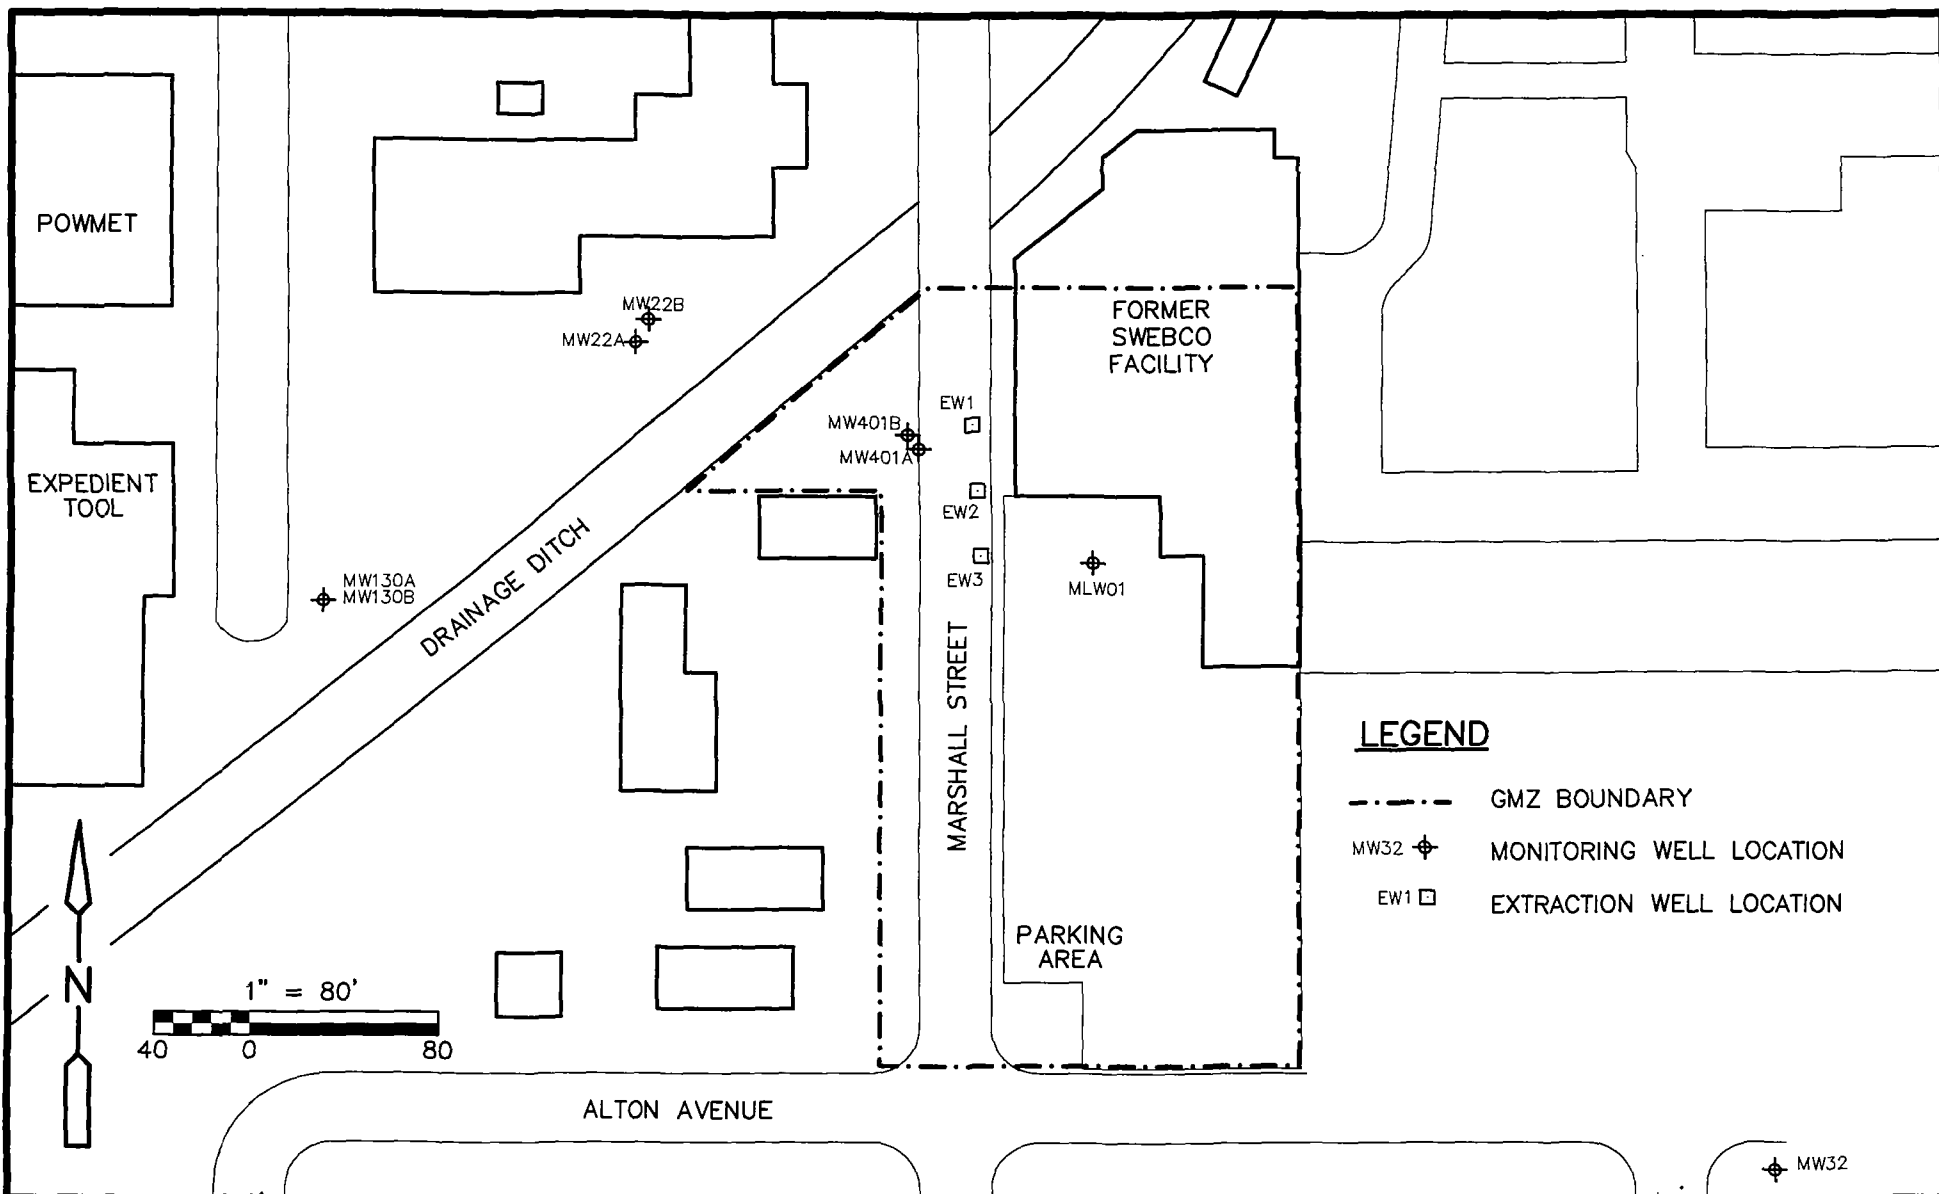 POWMET
MW22B
MW22A
FORMER
SWEBCO
FACILITY
EW1
MW401B
MW401A
EXPEDIENT
TOOL
EW2
MW130A
MW130B
DRAINAGE DITCH
EW3
MLW01
MARSHALL STREET
LEGEND
GMZ BOUNDARY
MW32 MONITORING WELL LOCATION
EW1 EXTRACTION WELL LOCATION
PARKING
AREA
N
1" = 80'
40 0 80
ALTON AVENUE
MW32